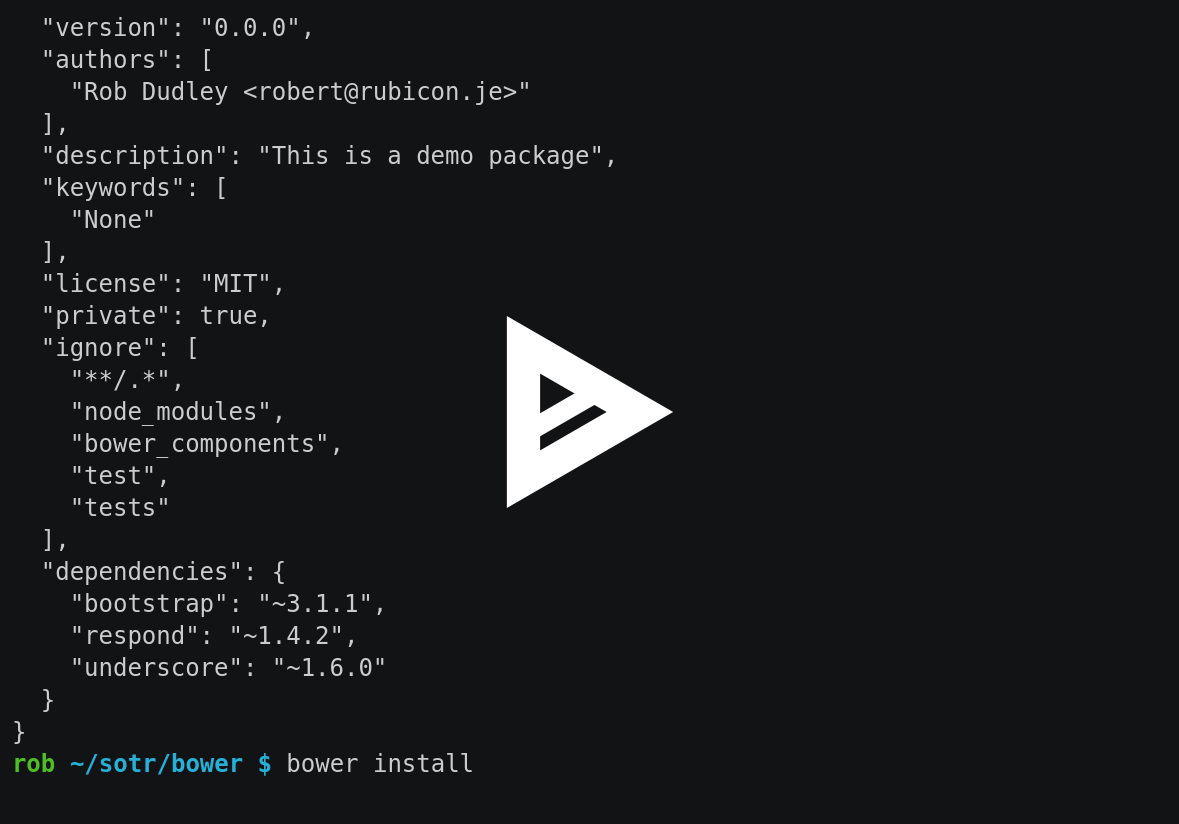 "version": "0.0.0",
"authors": [
"Rob Dudley <robert@rubicon.je>"
],
"description": "This is a demo package",
"keywords": [
"None"
],
"license": "MIT",
"private": true,
"ignore": [
"**/.*",
"node_modules",
"bower_components",
"test",
"tests"
],
"dependencies": {
"bootstrap": "~3.1.1",
"respond": "~1.4.2",
"underscore": "~1.6.0"
}
}
rob ~/sotr/bower $ bower install